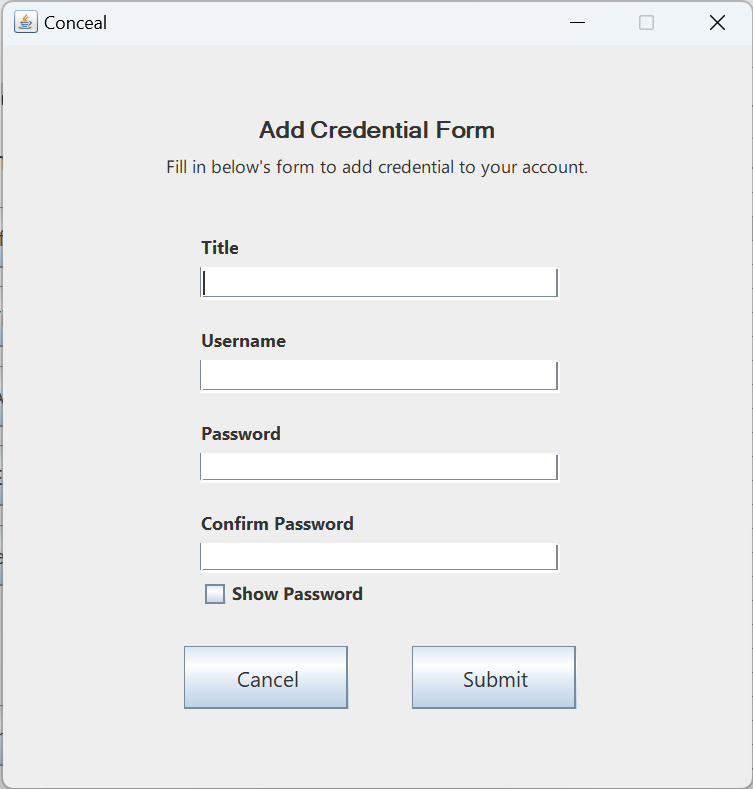 Conceal
Add Credential Form
Fill in below's form to add credential to your account.
Title
Username
Password
Confirm Password
Show Password
Cancel
Submit